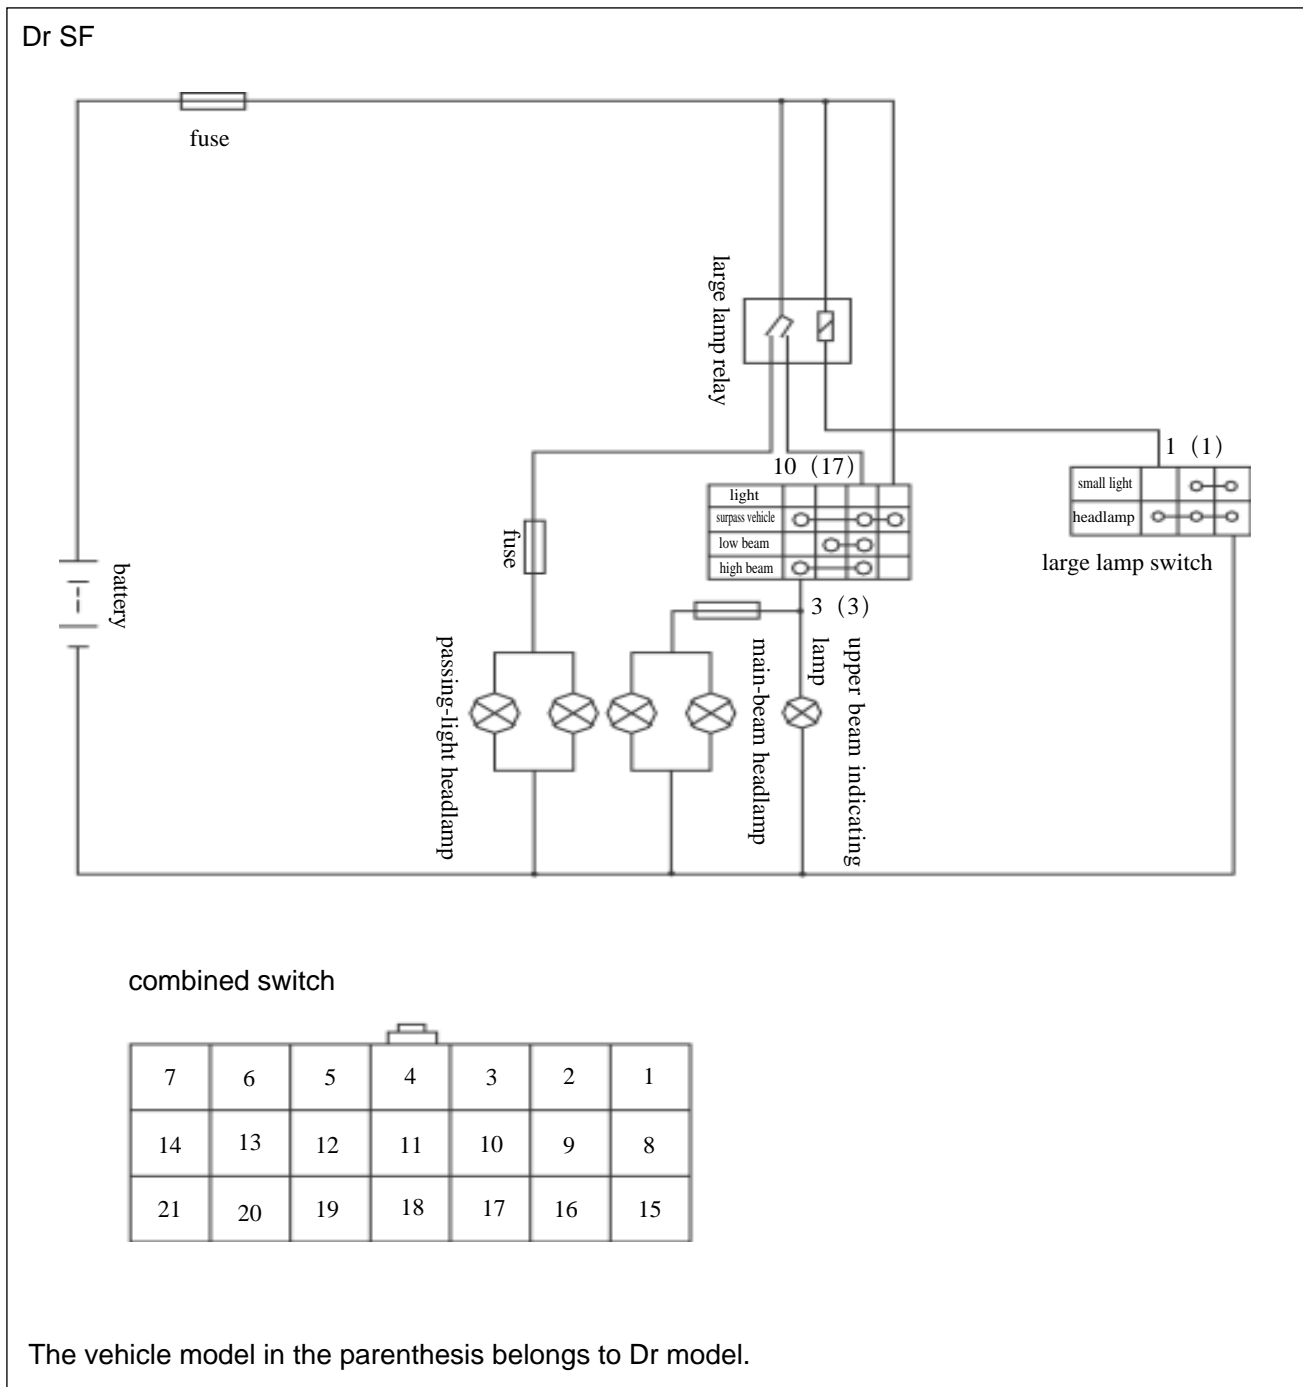 Dr SF
fuse
large lamp relay
10 (17)
1 (1)
light
surpass vehicle
low beam
high beam
small light
headlamp
large lamp switch
fuse
battery
3 (3)
passing-light headlamp
main-beam headlamp
upper beam indicating
lamp
combined switch
7 6 5 4 3 2 1
14 13 12 11 10 9 8
21 20 19 18 17 16 15
The vehicle model in the parenthesis belongs to Dr model.